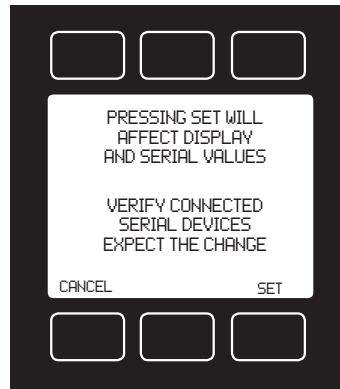 PRESSING SET WILL
AFFECT DISPLAY
AND SERIAL VALUES
VERIFY CONNECTED
SERIAL DEVICES
EXPECT THE CHANGE
CANCEL SET